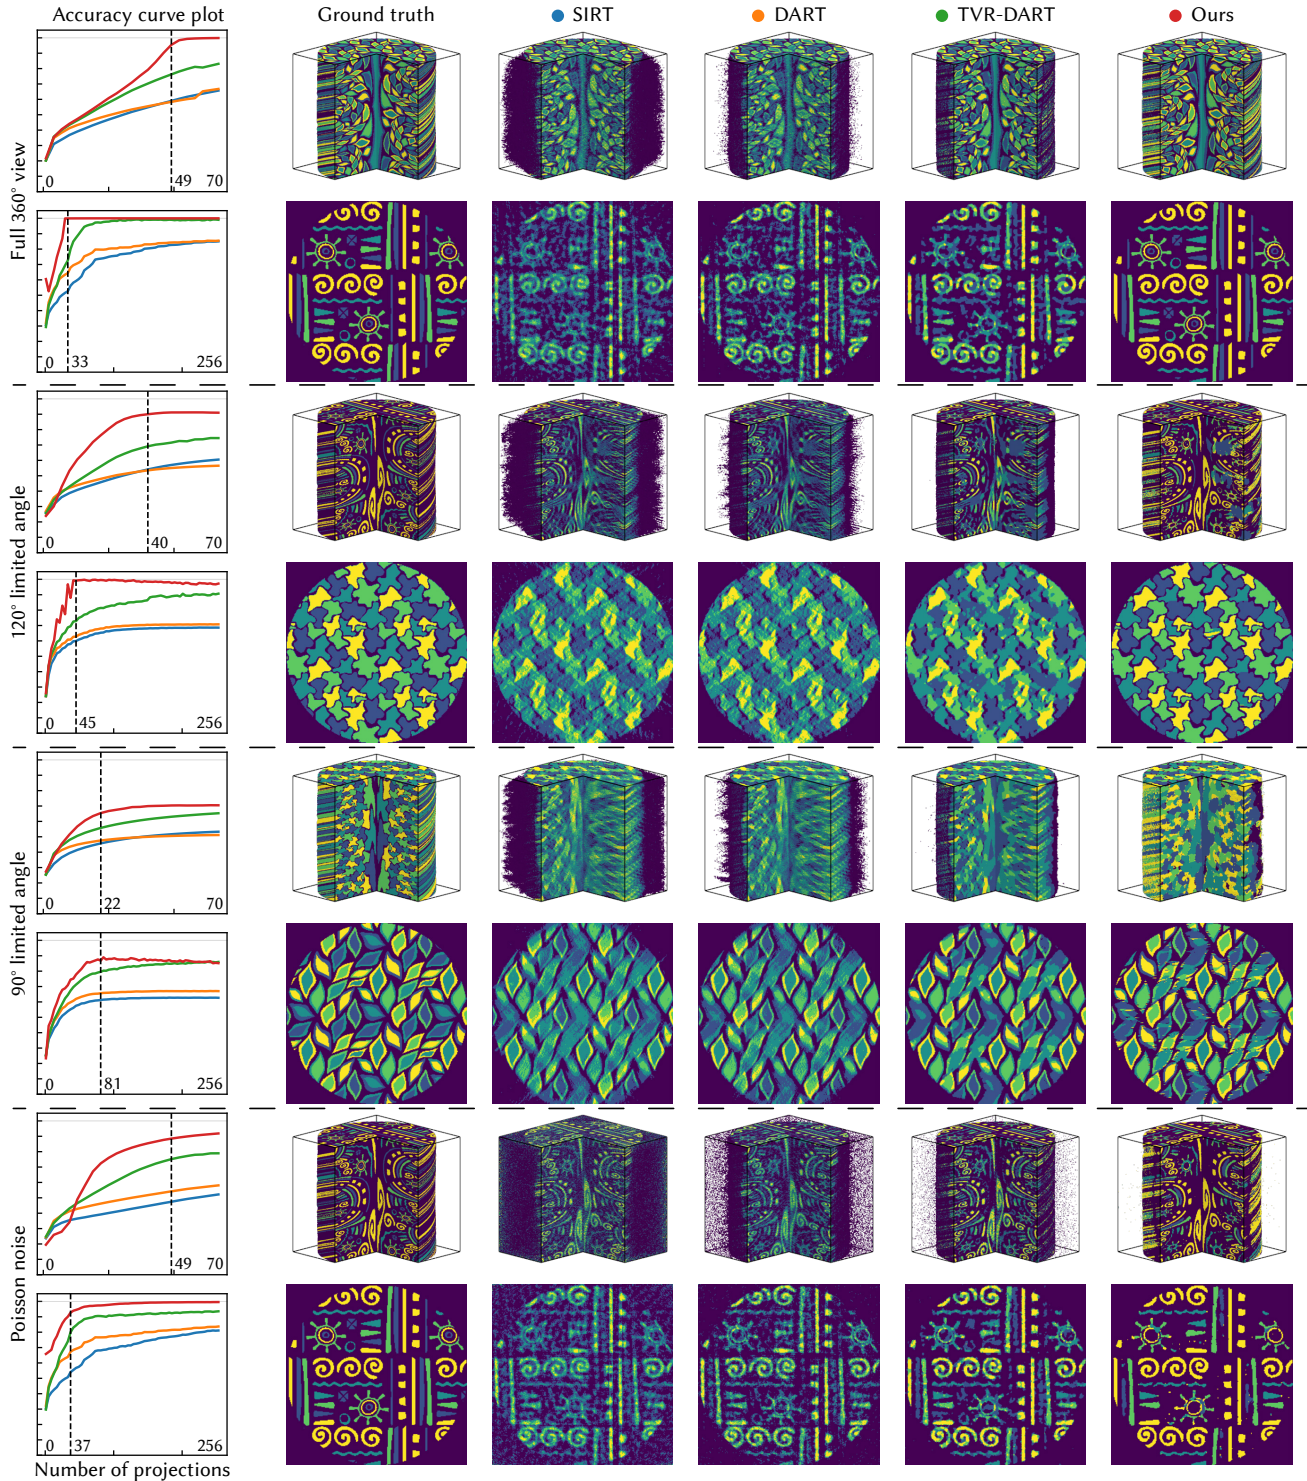 Accuracy curve plot
Ground truth
SIRT
DART
TVR-DART
Ours
Full 360° view
0
49
70
0
33
256
120° limited angle
0
40
70
0
45
256
90° limited angle
0
22
70
0
81
256
Poisson noise
0
49
70
0
37
256
Number of projections